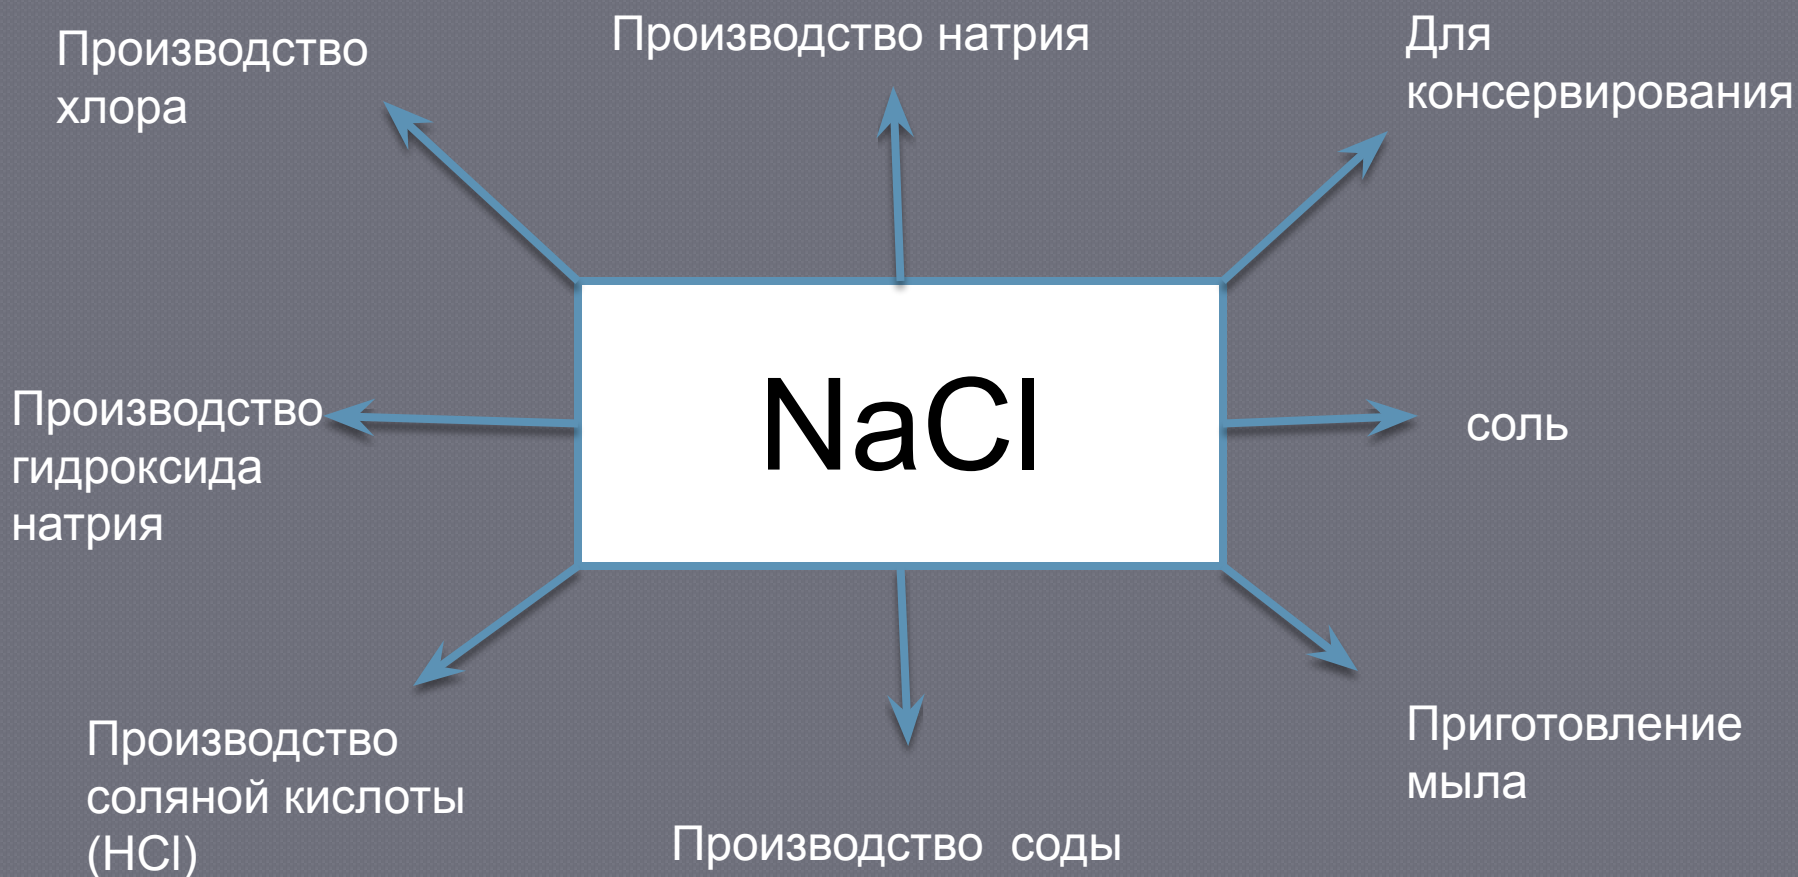 Производство
хлора
Производство натрия
Для
консервирования
Производство
гидроксида
натрия
NaCl
соль
Производство
соляной кислоты
(HCl)
Производство  соды
Приготовление
мыла